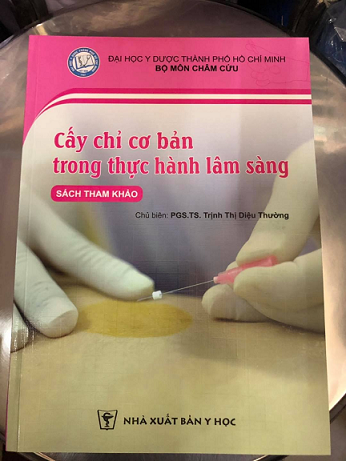 ĐẠI HỌC Y DƯỢC THÀNH PHỐ HỒ CHÍ MINH
BỘ MÔN CHÂM CỨU
Cấy chỉ cơ bản
trong thực hành lâm sàng
SÁCH THAM KHẢO
Chủ biên: PGS.TS. Trịnh Thị Diệu Thường
NHÀ XUẤT BẢN Y HỌC